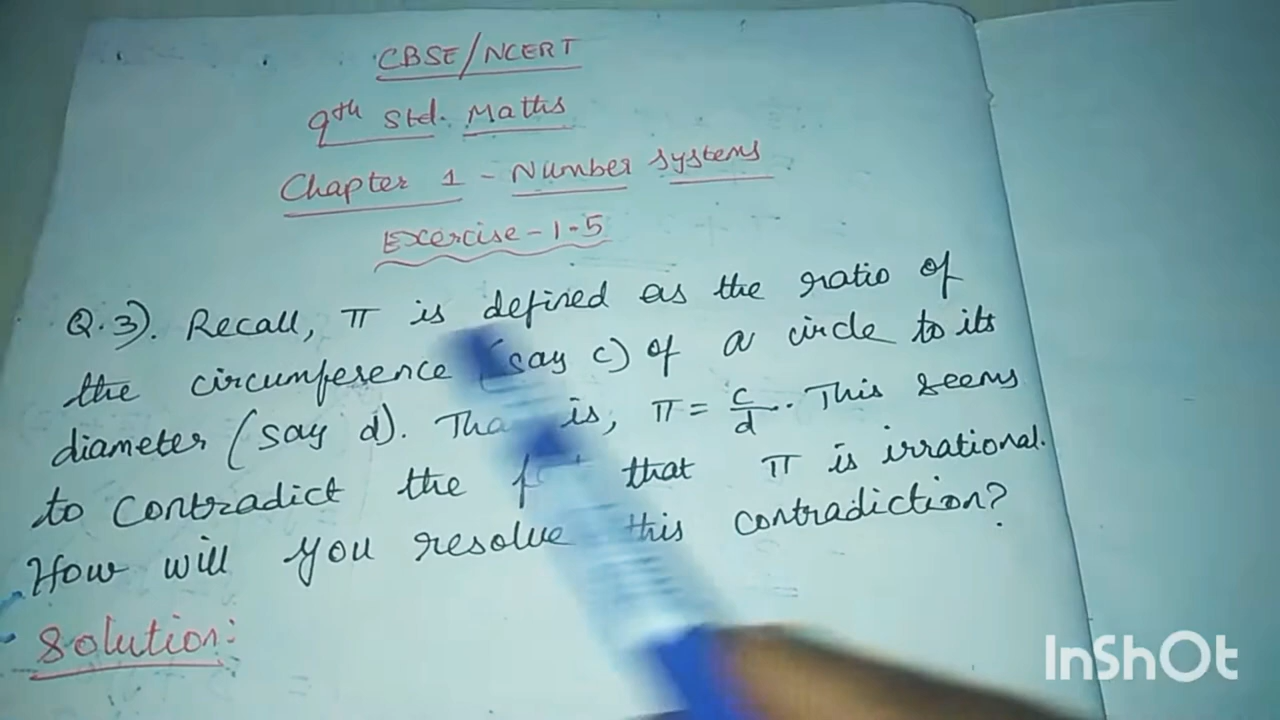 CBSE/NCERT
9th Std. Maths
Chapter 1 - Number systems
Exercise-1.5
Q.3). Recall, π is defined as the ratio of
the circumference (say c) of a circle to its
diameter (say d). That is, π = c/d. This seems
to contradict the that π is irrational.
How will you resolve this contradiction?
Solution:
InShOt